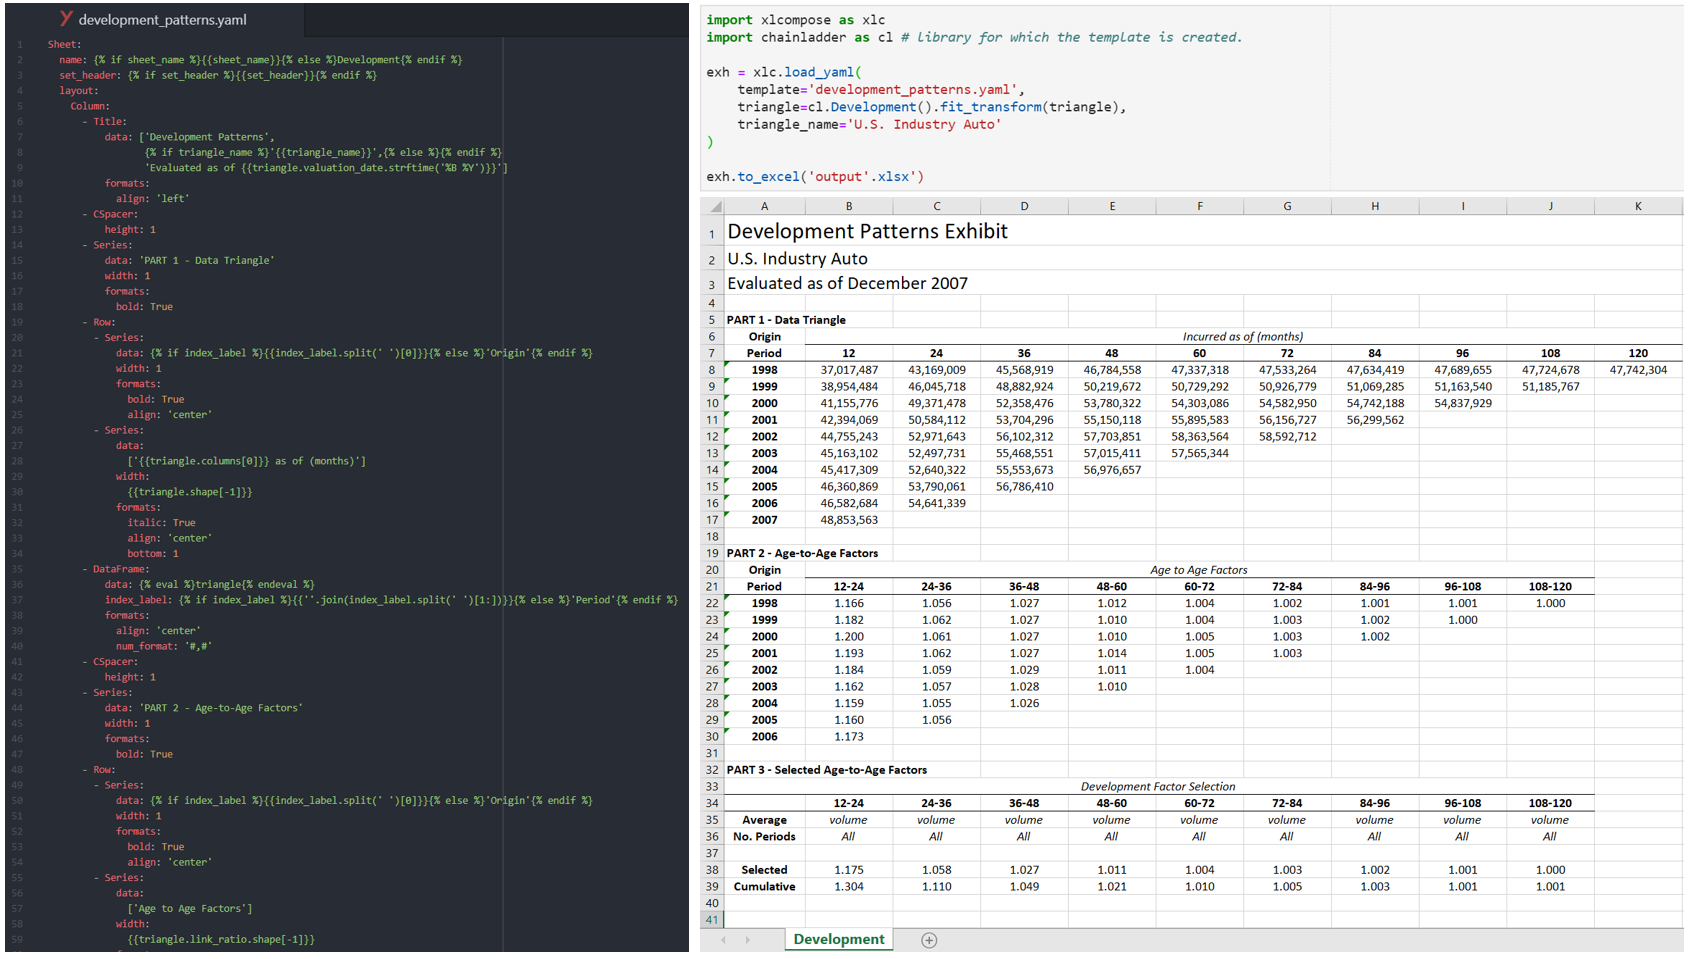 development_patterns.yaml
1 Sheet:
2 name: {% if sheet_name %}{{sheet_name}}{% else %}Development{% endif %}
3 set_header: {% if set_header %}{{set_header}}{% endif %}
4 layout:
5 Column:
6 - Title:
7 data: ['Development Patterns',
8 {% if triangle_name %}'{{triangle_name}}',{% else %}{% endif %}
9 'Evaluated as of {{triangle.valuation_date.strftime('%B %Y')}}']
10 formats:
11 align: 'left'
12 - CSpacer:
13 height: 1
14 - Series:
15 data: 'PART 1 - Data Triangle'
16 width: 1
17 formats:
18 bold: True
19 - Row:
20 - Series:
21 data: {% if index_label %}{{index_label.split(' ')[0]}}{% else %}'Origin'{% endif %}
22 width: 1
23 formats:
24 bold: True
25 align: 'center'
26 - Series:
27 data:
28 ['{{triangle.columns[0]}} as of (months)']
29 width:
30 {{triangle.shape[-1]}}
31 formats:
32 italic: True
33 align: 'center'
34 bottom: 1
35 - DataFrame:
36 data: {% eval %}triangle{% endeval %}
37 index_label: {% if index_label %}{{''.join(index_label.split(' ')[1:])}}{% else %}'Period'{% endif %}
38 formats:
39 align: 'center'
40 num_format: '#,#'
41 - CSpacer:
42 height: 1
43 - Series:
44 data: 'PART 2 - Age-to-Age Factors'
45 width: 1
46 formats:
47 bold: True
48 - Row:
49 - Series:
50 data: {% if index_label %}{{index_label.split(' ')[0]}}{% else %}'Origin'{% endif %}
51 width: 1
52 formats:
53 bold: True
54 align: 'center'
55 - Series:
56 data:
57 ['Age to Age Factors']
58 width:
59 {{triangle.link_ratio.shape[-1]}}
import xlcompose as xlc
import chainladder as cl # library for which the template is created.
exh = xlc.load_yaml(
template='development_patterns.yaml',
triangle=cl.Development().fit_transform(triangle),
triangle_name='U.S. Industry Auto'
)
exh.to_excel('output'.xlsx')
A B C D E F G H I J K
1 Development Patterns Exhibit
2 U.S. Industry Auto
3 Evaluated as of December 2007
4
5 PART 1 - Data Triangle
6 Origin Incurred as of (months)
7 Period 12 24 36 48 60 72 84 96 108 120
8 1998 37,017,487 43,169,009 45,568,919 46,784,558 47,337,318 47,533,264 47,634,419 47,689,655 47,724,678 47,742,304
9 1999 38,954,484 46,045,718 48,882,924 50,219,672 50,729,292 50,926,779 51,069,285 51,163,540 51,185,767
10 2000 41,155,776 49,371,478 52,358,476 53,780,322 54,303,086 54,582,950 54,742,188 54,837,929
11 2001 42,394,069 50,584,112 53,704,296 55,150,118 55,895,583 56,156,727 56,299,562
12 2002 44,755,243 52,971,643 56,102,312 57,703,851 58,363,564 58,592,712
13 2003 45,163,102 52,497,731 55,468,551 57,015,411 57,565,344
14 2004 45,417,309 52,640,322 55,553,673 56,976,657
15 2005 46,360,869 53,790,061 56,786,410
16 2006 46,582,684 54,641,339
17 2007 48,853,563
18
19 PART 2 - Age-to-Age Factors
20 Origin Age to Age Factors
21 Period 12-24 24-36 36-48 48-60 60-72 72-84 84-96 96-108 108-120
22 1998 1.166 1.056 1.027 1.012 1.004 1.002 1.001 1.001 1.000
23 1999 1.182 1.062 1.027 1.010 1.004 1.003 1.002 1.000
24 2000 1.200 1.061 1.027 1.010 1.005 1.003 1.002
25 2001 1.193 1.062 1.027 1.014 1.005 1.003
26 2002 1.184 1.059 1.029 1.011 1.004
27 2003 1.162 1.057 1.028 1.010
28 2004 1.159 1.055 1.026
29 2005 1.160 1.056
30 2006 1.173
31
32 PART 3 - Selected Age-to-Age Factors
33 Development Factor Selection
34 12-24 24-36 36-48 48-60 60-72 72-84 84-96 96-108 108-120
35 Average volume volume volume volume volume volume volume volume volume
36 No. Periods All All All All All All All All All
37
38 Selected 1.175 1.058 1.027 1.011 1.004 1.003 1.002 1.001 1.000
39 Cumulative 1.304 1.110 1.049 1.021 1.010 1.005 1.003 1.001 1.001
40
41
Development